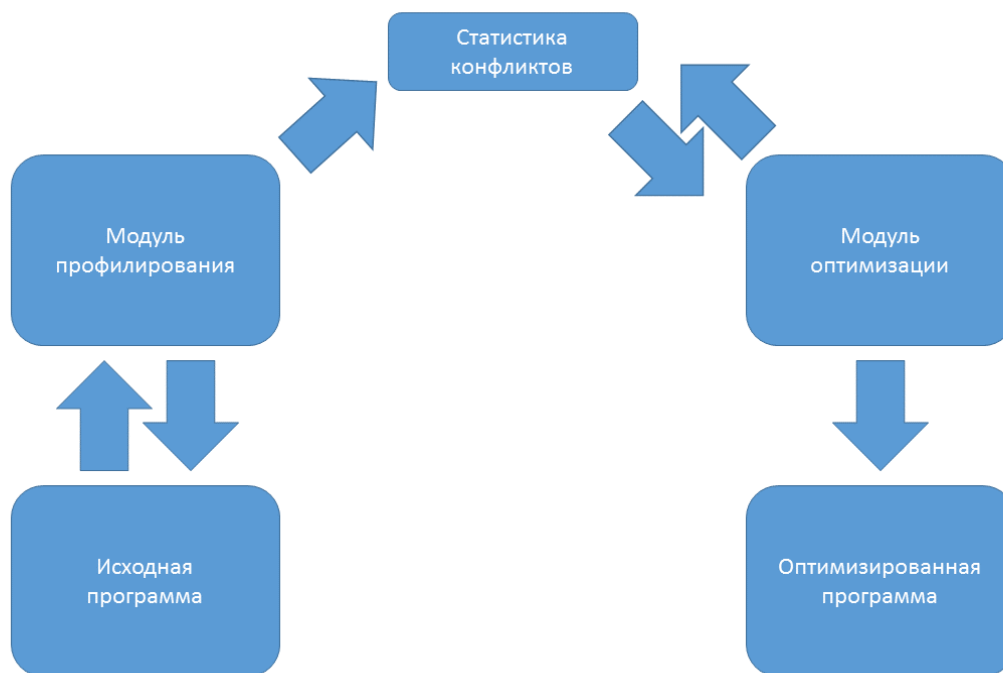 Статистика
конфликтов
Модуль
профилирования
Модуль
оптимизации
Исходная
программа
Оптимизированная
программа